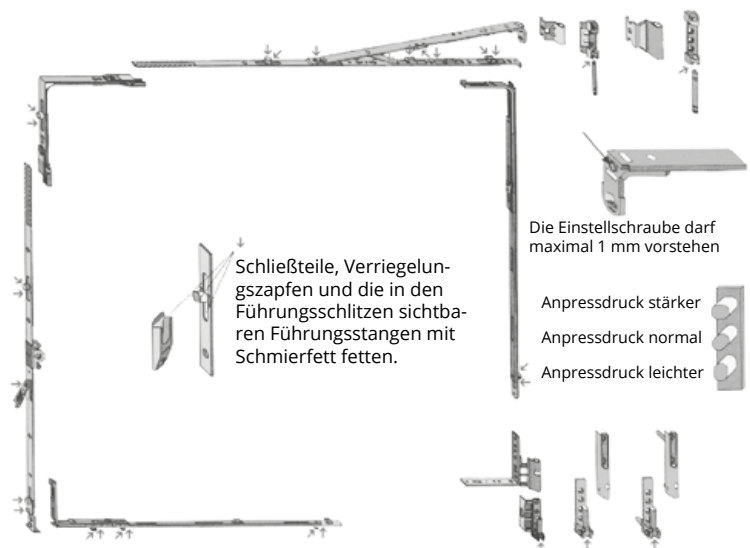 Schließteile, Verriegelun-
gszapfen und die in den
Führungsschlitzen sichtba-
ren Führungsstangen mit
Schmierfett fetten.
Die Einstellschraube darf
maximal 1 mm vorstehen
Anpressdruck stärker
Anpressdruck normal
Anpressdruck leichter